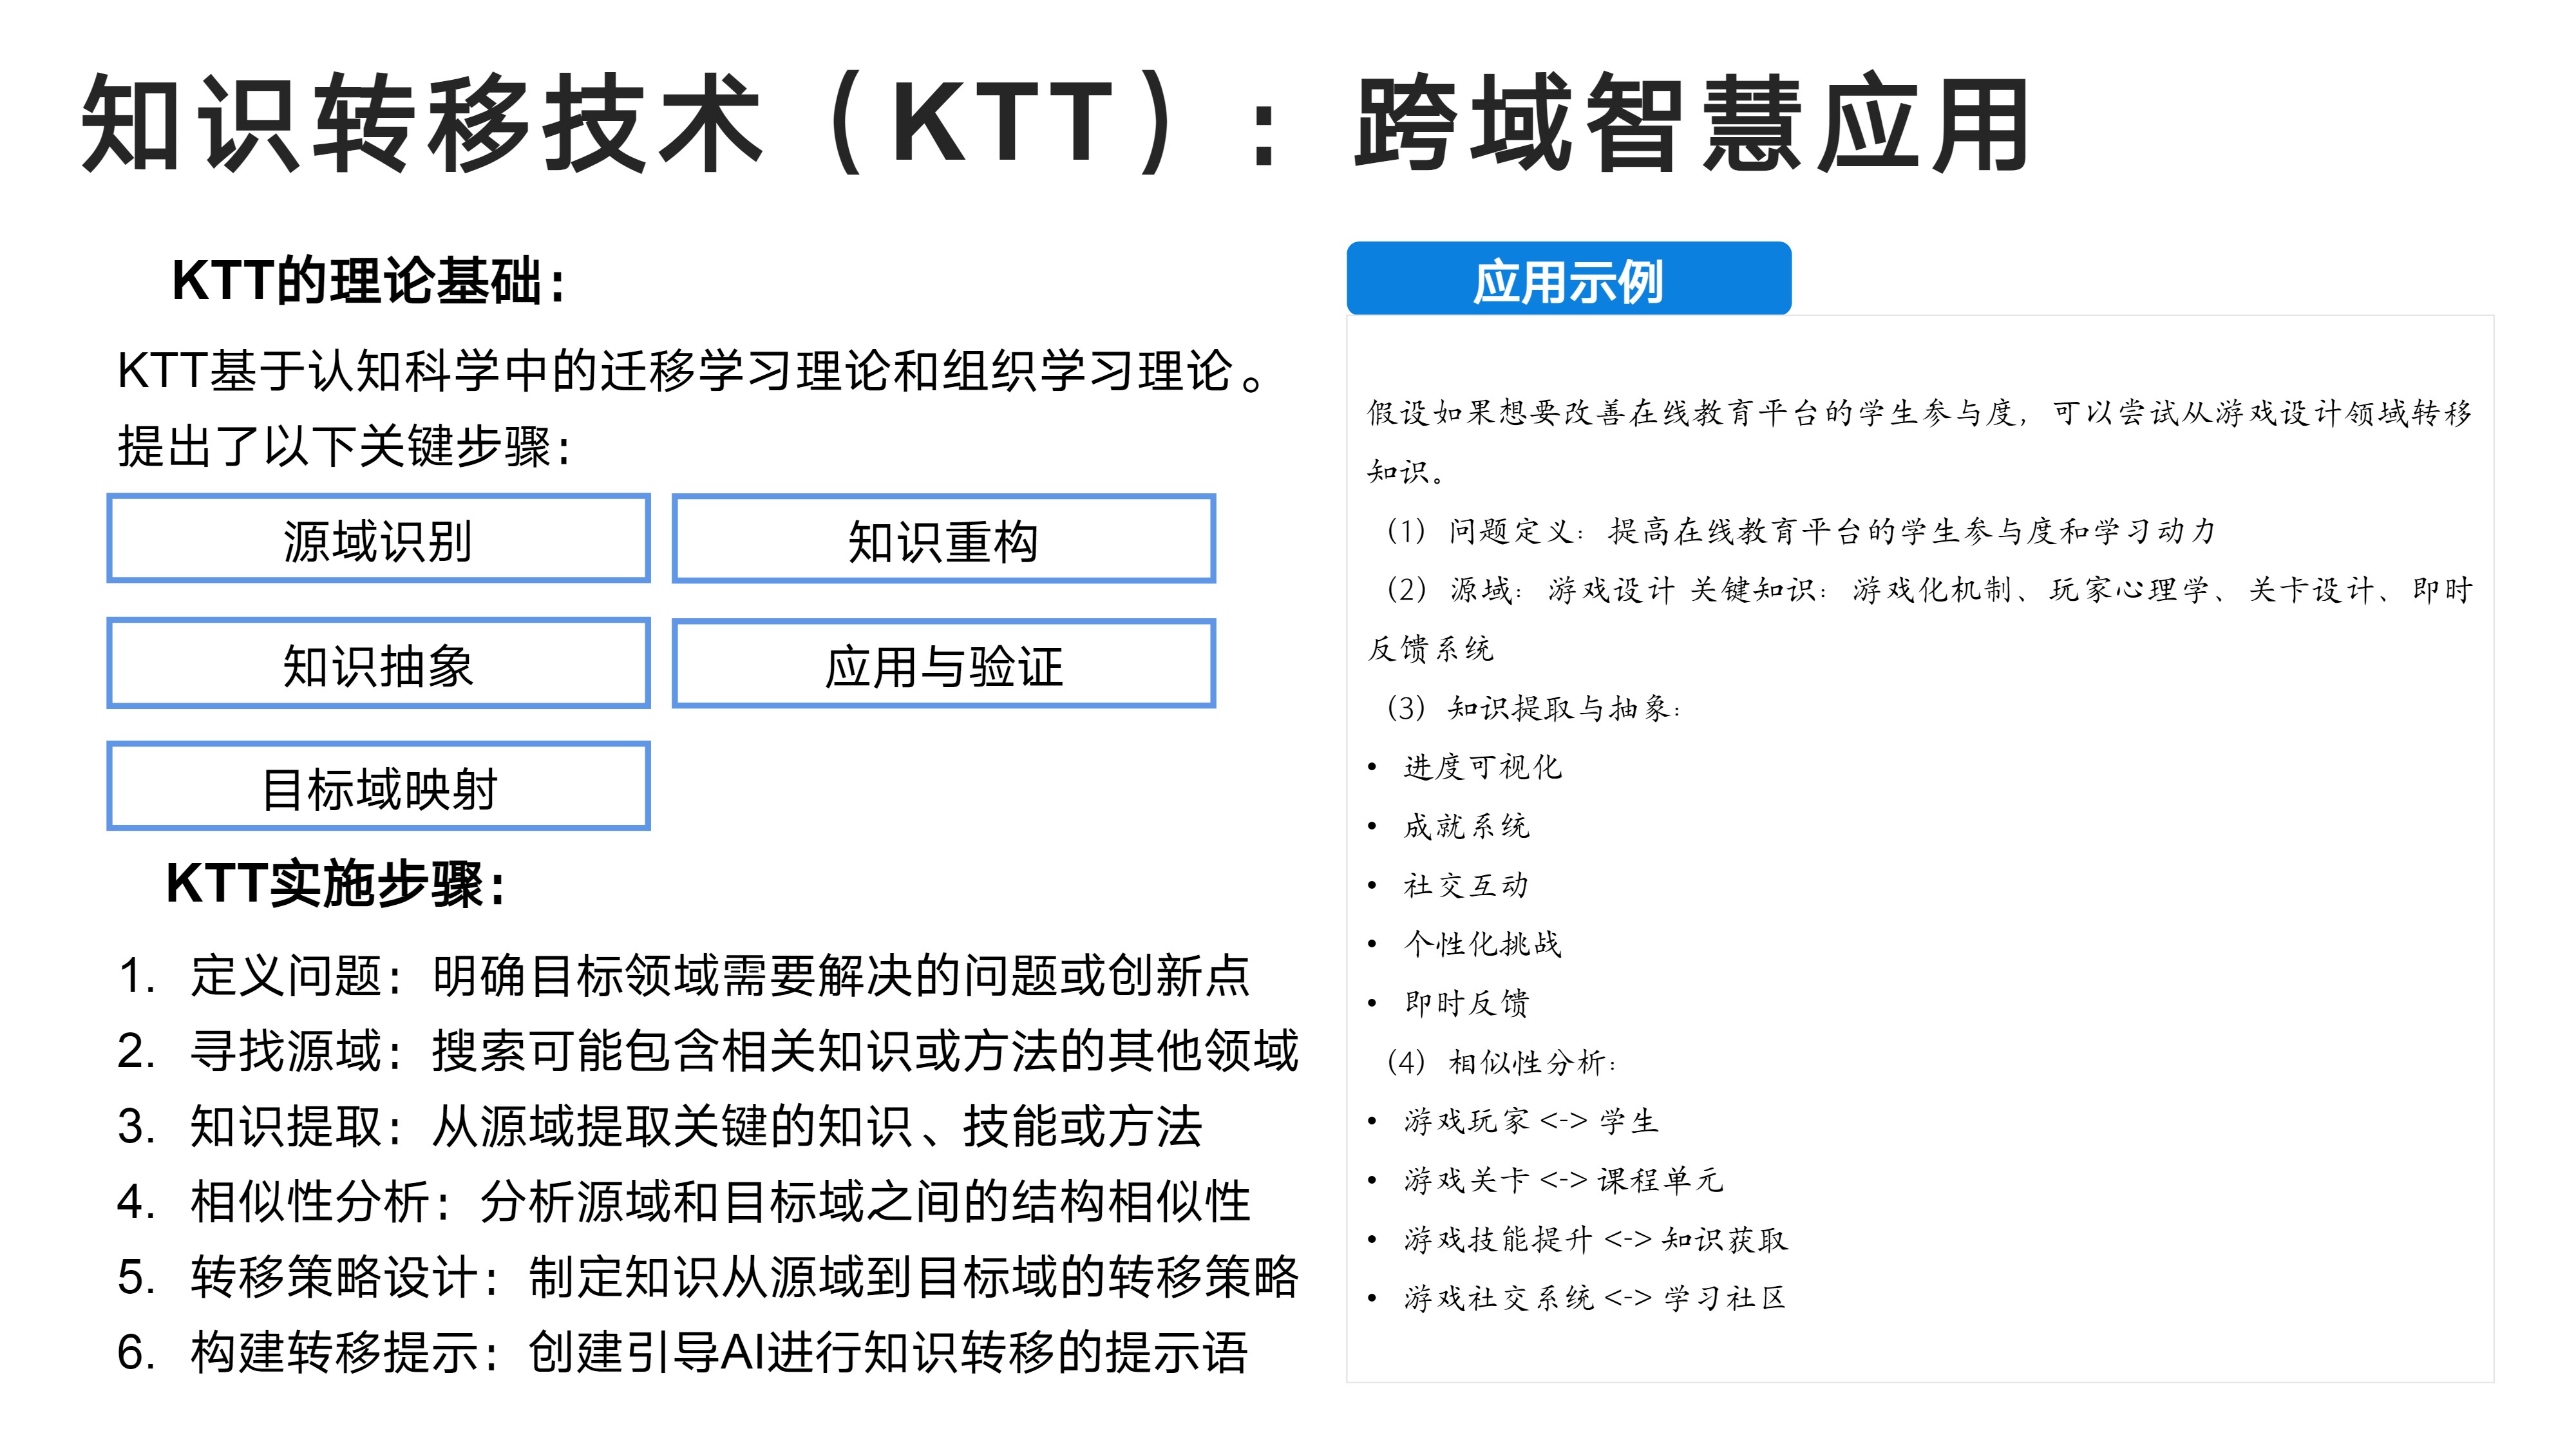 知识转移技术（KTT）：跨域智慧应用
KTT的理论基础：
KTT基于认知科学中的迁移学习理论和组织学习理论。
提出了以下关键步骤：
源域识别
知识重构
知识抽象
应用与验证
目标域映射
KTT实施步骤：
1. 定义问题：明确目标领域需要解决的问题或创新点
2. 寻找源域：搜索可能包含相关知识或方法的其他领域
3. 知识提取：从源域提取关键的知识、技能或方法
4. 相似性分析：分析源域和目标域之间的结构相似性
5. 转移策略设计：制定知识从源域到目标域的转移策略
6. 构建转移提示：创建引导AI进行知识转移的提示语
应用示例
假设如果想要改善在线教育平台的学生参与度，可以尝试从游戏设计领域转移
知识。
（1）问题定义：提高在线教育平台的学生参与度和学习动力
（2）源域：游戏设计 关键知识：游戏化机制、玩家心理学、关卡设计、即时
反馈系统
（3）知识提取与抽象：
• 进度可视化
• 成就系统
• 社交互动
• 个性化挑战
• 即时反馈
（4）相似性分析：
• 游戏玩家 <-> 学生
• 游戏关卡 <-> 课程单元
• 游戏技能提升 <-> 知识获取
• 游戏社交系统 <-> 学习社区